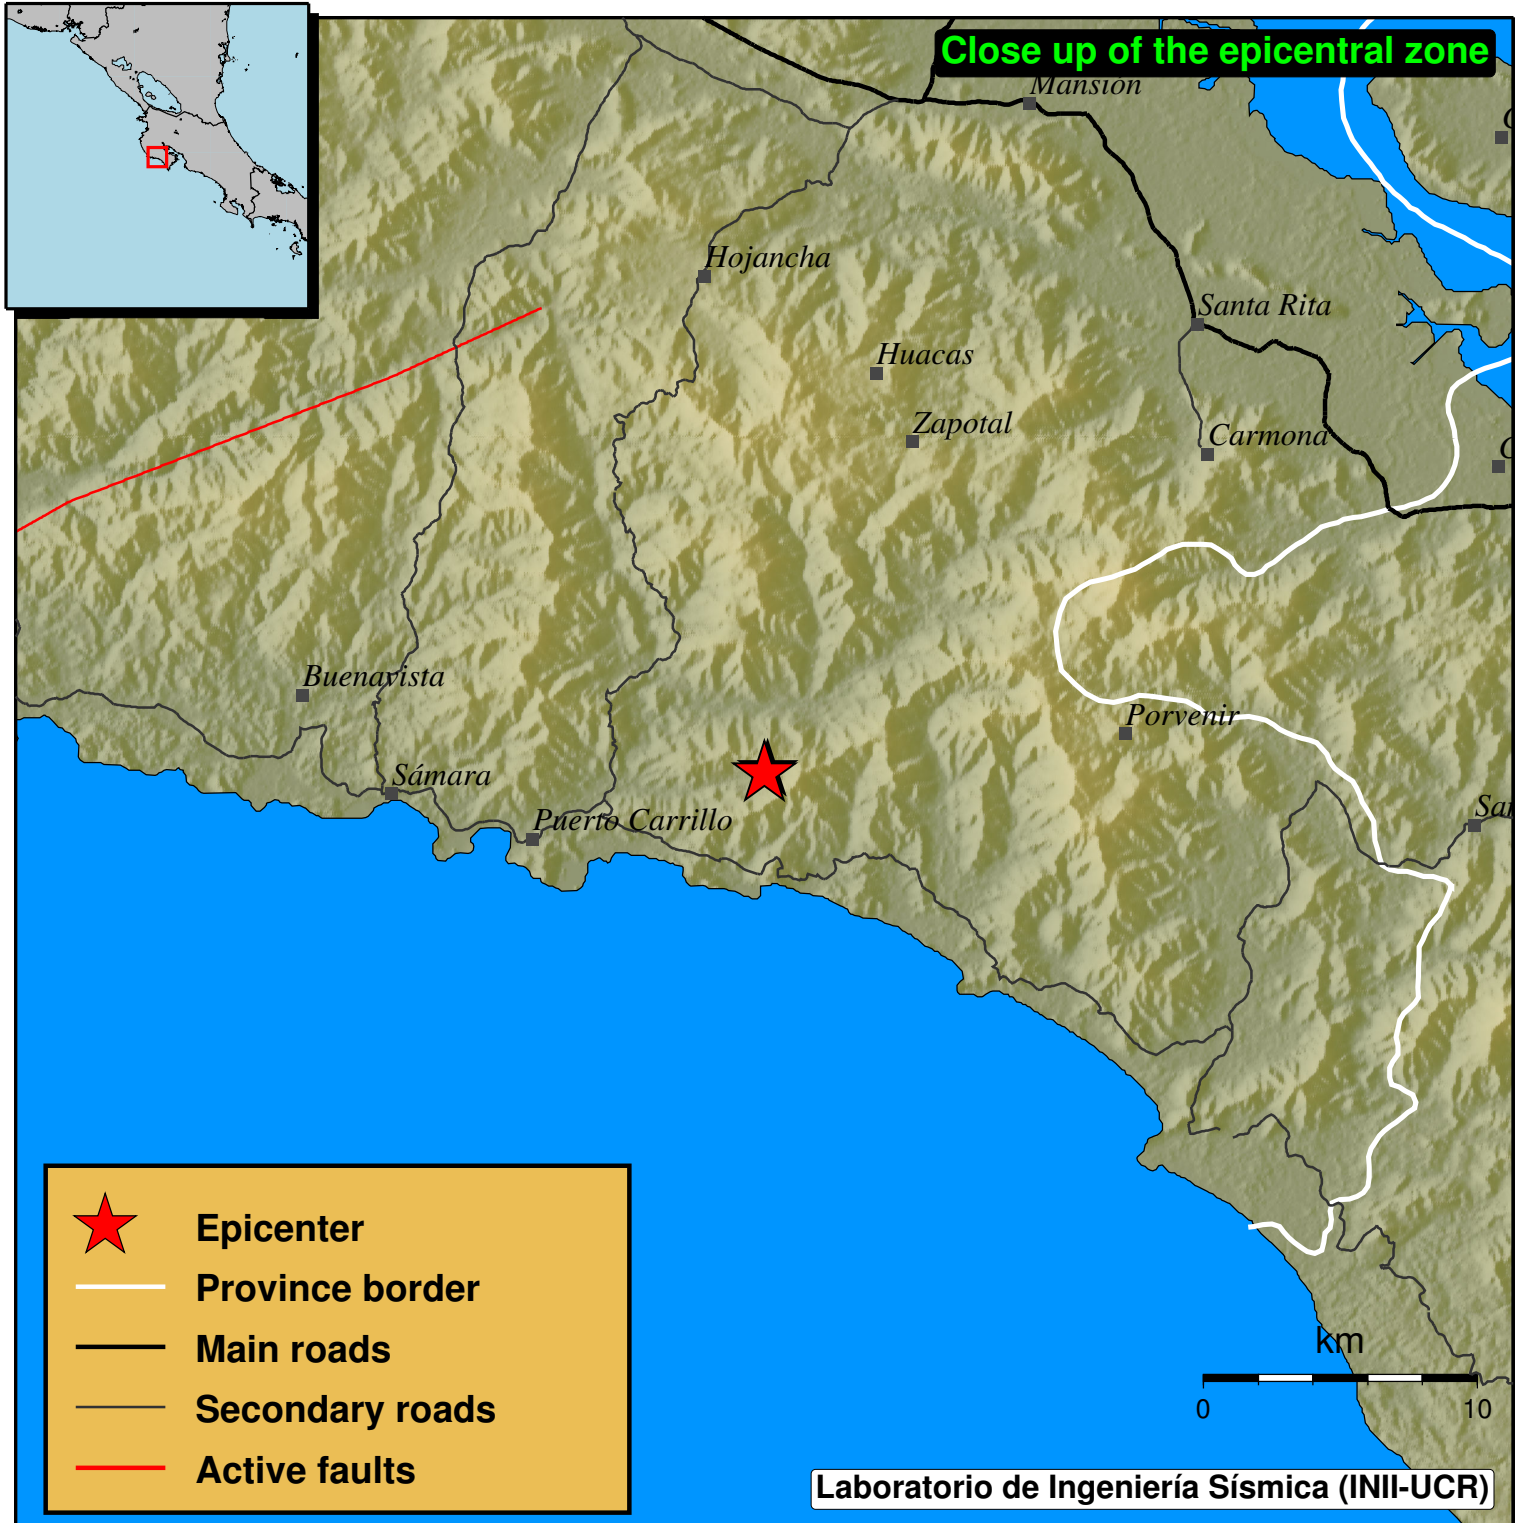 Close up of the epicentral zone
Mansión
Hojancha
Santa Rita
Huacas
Zapotal
Carmona
Buenavista
Porvenir
Sámara
Puerto Carrillo
km
0 10
Epicenter
Province border
Main roads
Secondary roads
Active faults
Laboratorio de Ingeniería Sísmica (INII-UCR)